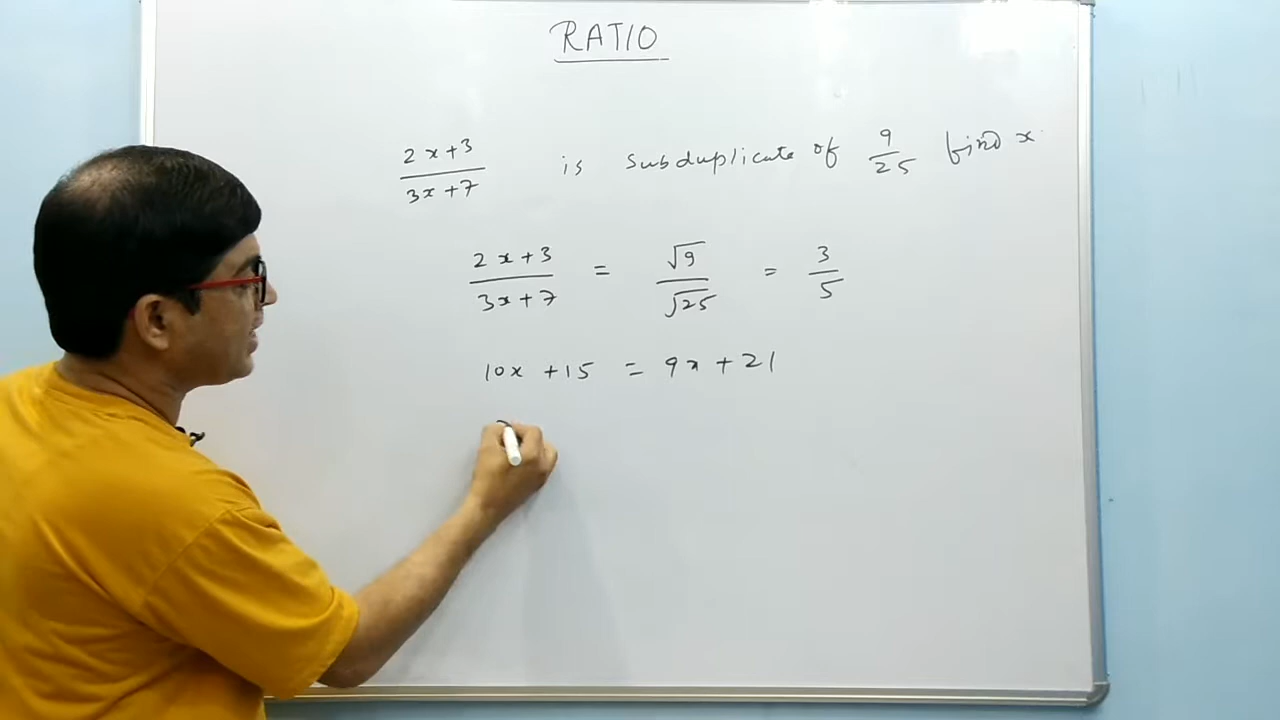 RATIO
2x+3/3x+7 is subduplicate of 9/25 find x
2x+3/3x+7 = √9/√25 = 3/5
10x +15 = 9x +21